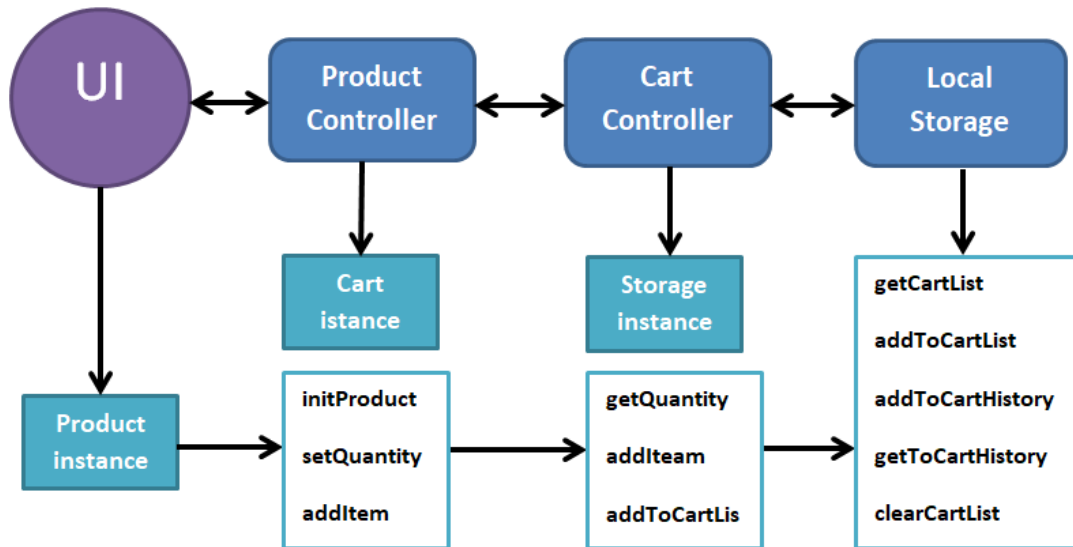 UI
Product
Controller
Cart
Controller
Local
Storage
Cart
istance
Storage
instance
Product
instance
initProduct
setQuantity
addItem
getQuantity
addIteam
addToCartLis
getCartList
addToCartList
addToCartHistory
getToCartHistory
clearCartList